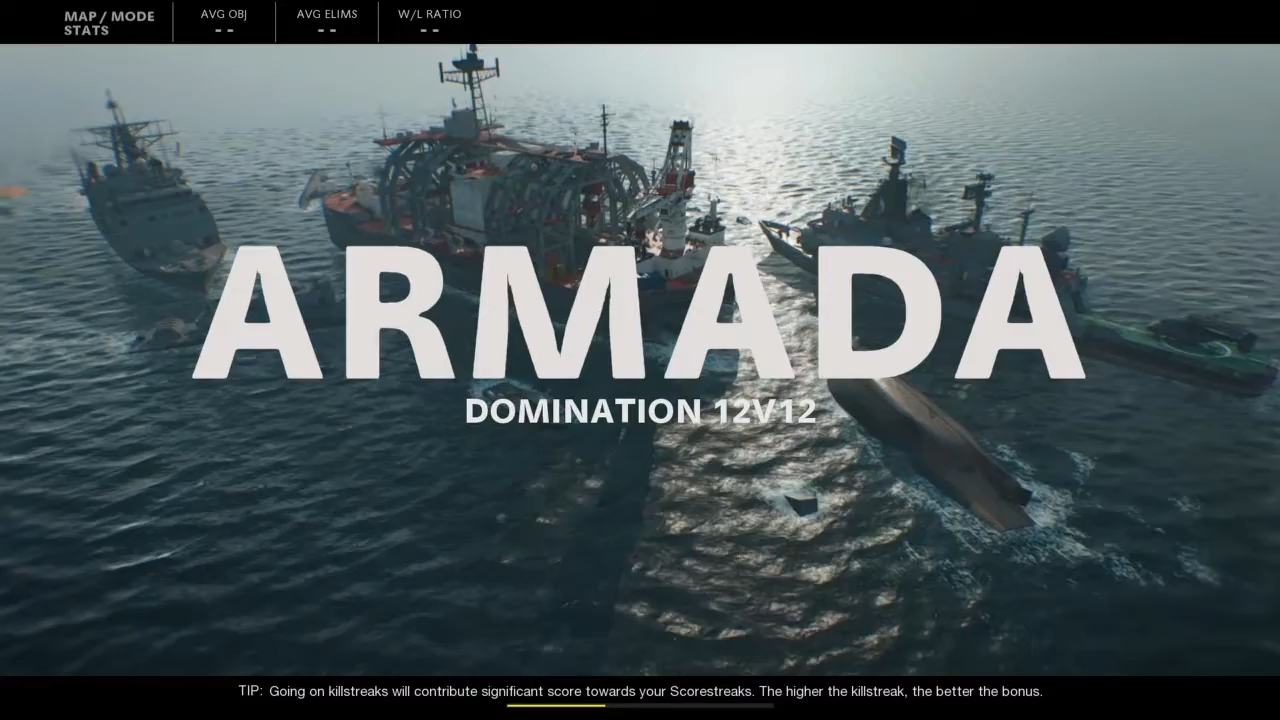 MAP / MODE
STATS
AVG OBJ
- -
AVG ELIMS
- -
W/L RATIO
- -
ARMADA
DOMINATION 12V12
TIP: Going on killstreaks will contribute significant score towards your Scorestreaks. The higher the killstreak, the better the bonus.